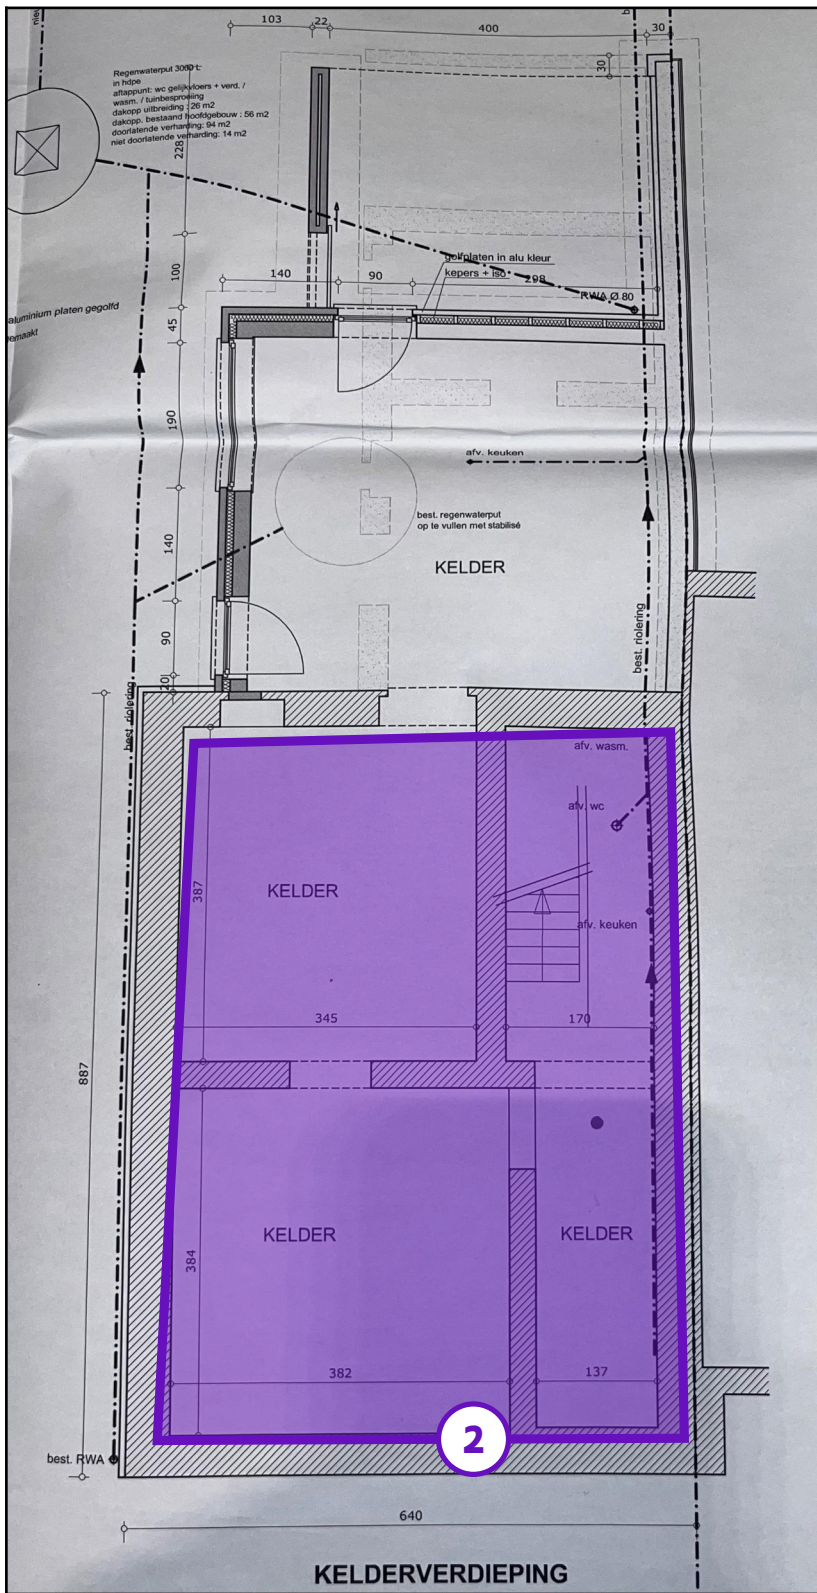 103
22
400
30
30
Regenwaterput 3000 L
in hdpe
aftappunt: wc gelijkvloers + verd. /
wasm. / tuinbesproeiing
dakopp uitbreiding : 26 m2
dakopp. bestaand hoofdgebouw : 56 m2
doorlatende verharding: 94 m2
niet doorlatende verharding: 14 m2
228
100
140
90
golfplaten in alu kleur
kepers + iso
298
RWA Ø 80
aluminium platen gegolfd
45
190
afv. keuken
best. regenwaterput
op te vullen met stabilisé
140
KELDER
90
best. riolering
20
best. riolering
afv. wasm.
afv. wc
387
KELDER
afv. keuken
345
170
887
384
KELDER
KELDER
382
137
2
best. RWA
640
KELDERVERDIEPING